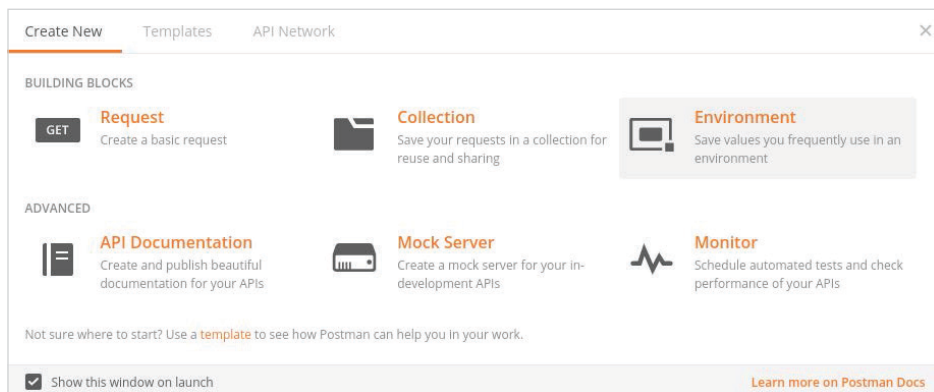 Create New Templates API Network
BUILDING BLOCKS
GET
Request
Create a basic request
Collection
Save your requests in a collection for
reuse and sharing
Environment
Save values you frequently use in an
environment
ADVANCED
API Documentation
Create and publish beautiful
documentation for your APIs
Mock Server
Create a mock server for your in-
development APIs
Monitor
Schedule automated tests and check
performance of your APIs
Not sure where to start? Use a template to see how Postman can help you in your work.
Show this window on launch
Learn more on Postman Docs